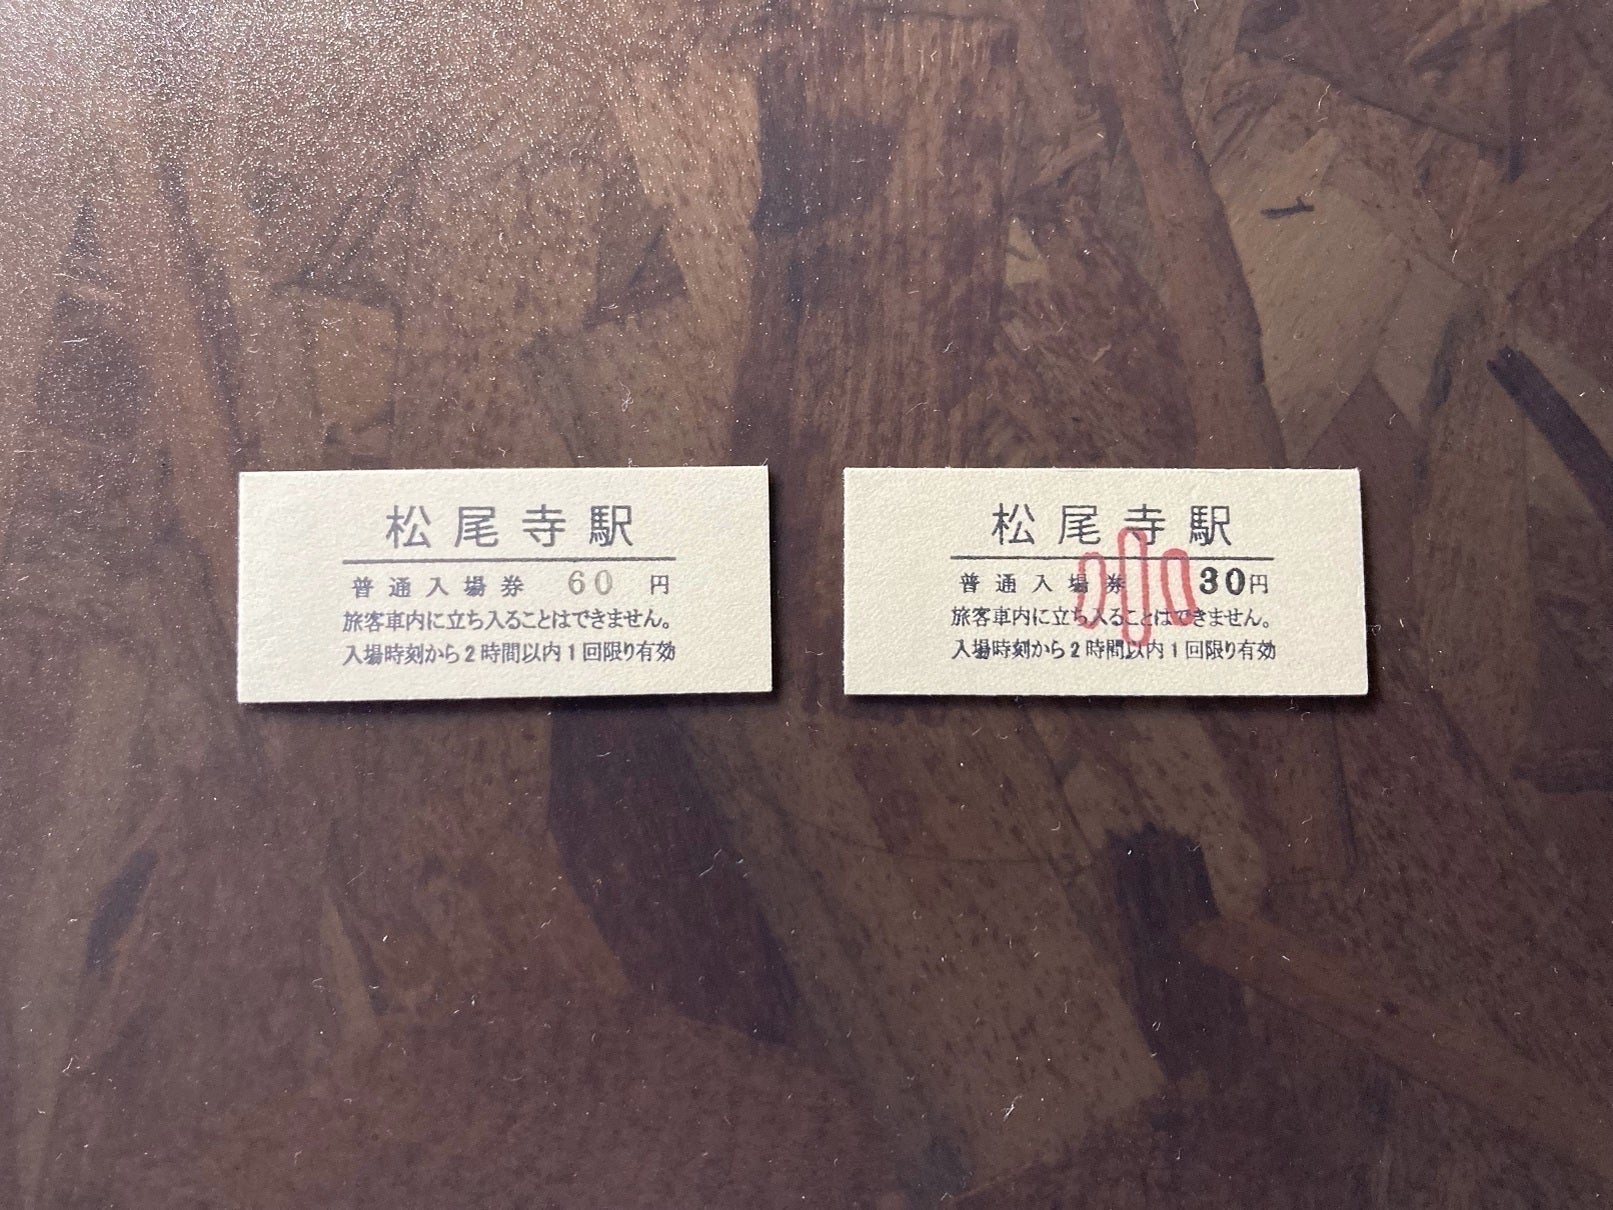 松尾寺駅
普通入場券 60円
旅客車内に立ち入ることはできません。
入場時刻から2時間以内1回限り有効
松尾寺駅
普通入場券 30円
小
旅客車内に立ち入ることはできません。
入場時刻から2時間以内1回限り有効